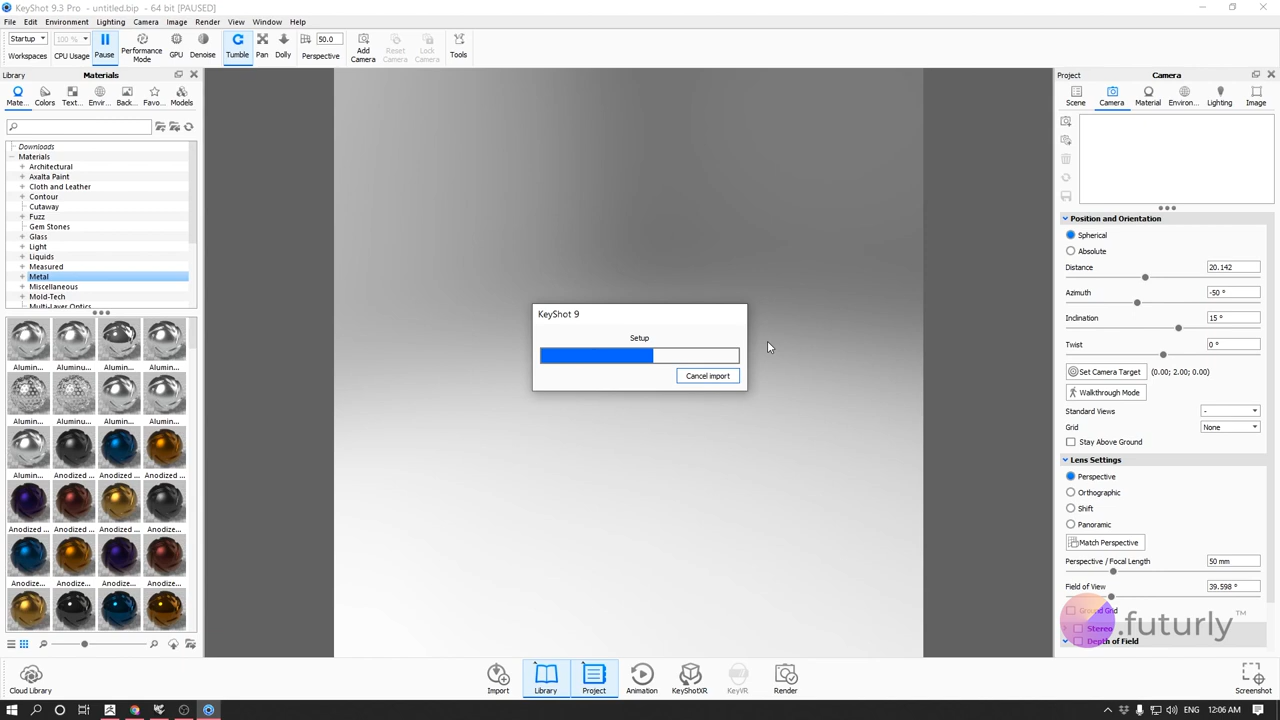 KeyShot 9.3 Pro - untitled.bip - 64 bit [PAUSED]
File Edit Environment Lighting Camera Image Render View Window Help
Startup 100 % 50.0
Workspaces CPU Usage Pause Performance Mode GPU Denoise Tumble Pan Dolly Perspective Add Camera Reset Camera Lock Camera Tools
Library Materials
Mate... Colors Text... Envir... Back... Favo... Models
Downloads
Materials
Architectural
Axalta Paint
Cloth and Leather
Contour
Cutaway
Fuzz
Gem Stones
Glass
Light
Liquids
Measured
Metal
Miscellaneous
Mold-Tech
Multi-Layer Optics
Alumin... Alumin... Alumin... Alumin...
Alumin... Aluminu... Alumin... Alumin...
Alumin... Anodized ... Anodized ... Anodized ...
Anodized ... Anodized ... Anodized ... Anodize...
Anodize... Anodize... Anodize... Anodize...
Cloud Library
KeyShot 9
Setup
Cancel import
Import Library Project Animation KeyShotXR KeyVR Render
Screenshot
Project Camera
Scene Camera Material Environ... Lighting Image
Position and Orientation
Spherical
Absolute
Distance 20.142
Azimuth -50 °
Inclination 15 °
Twist 0 °
Set Camera Target (0.00; 2.00; 0.00)
Walkthrough Mode
Standard Views -
Grid None
Stay Above Ground
Lens Settings
Perspective
Orthographic
Shift
Panoramic
Match Perspective
Perspective / Focal Length 50 mm
Field of View 39.598 °
Ground Grid
Stereo
Depth of Field
.futurly ™
ENG 12:06 AM